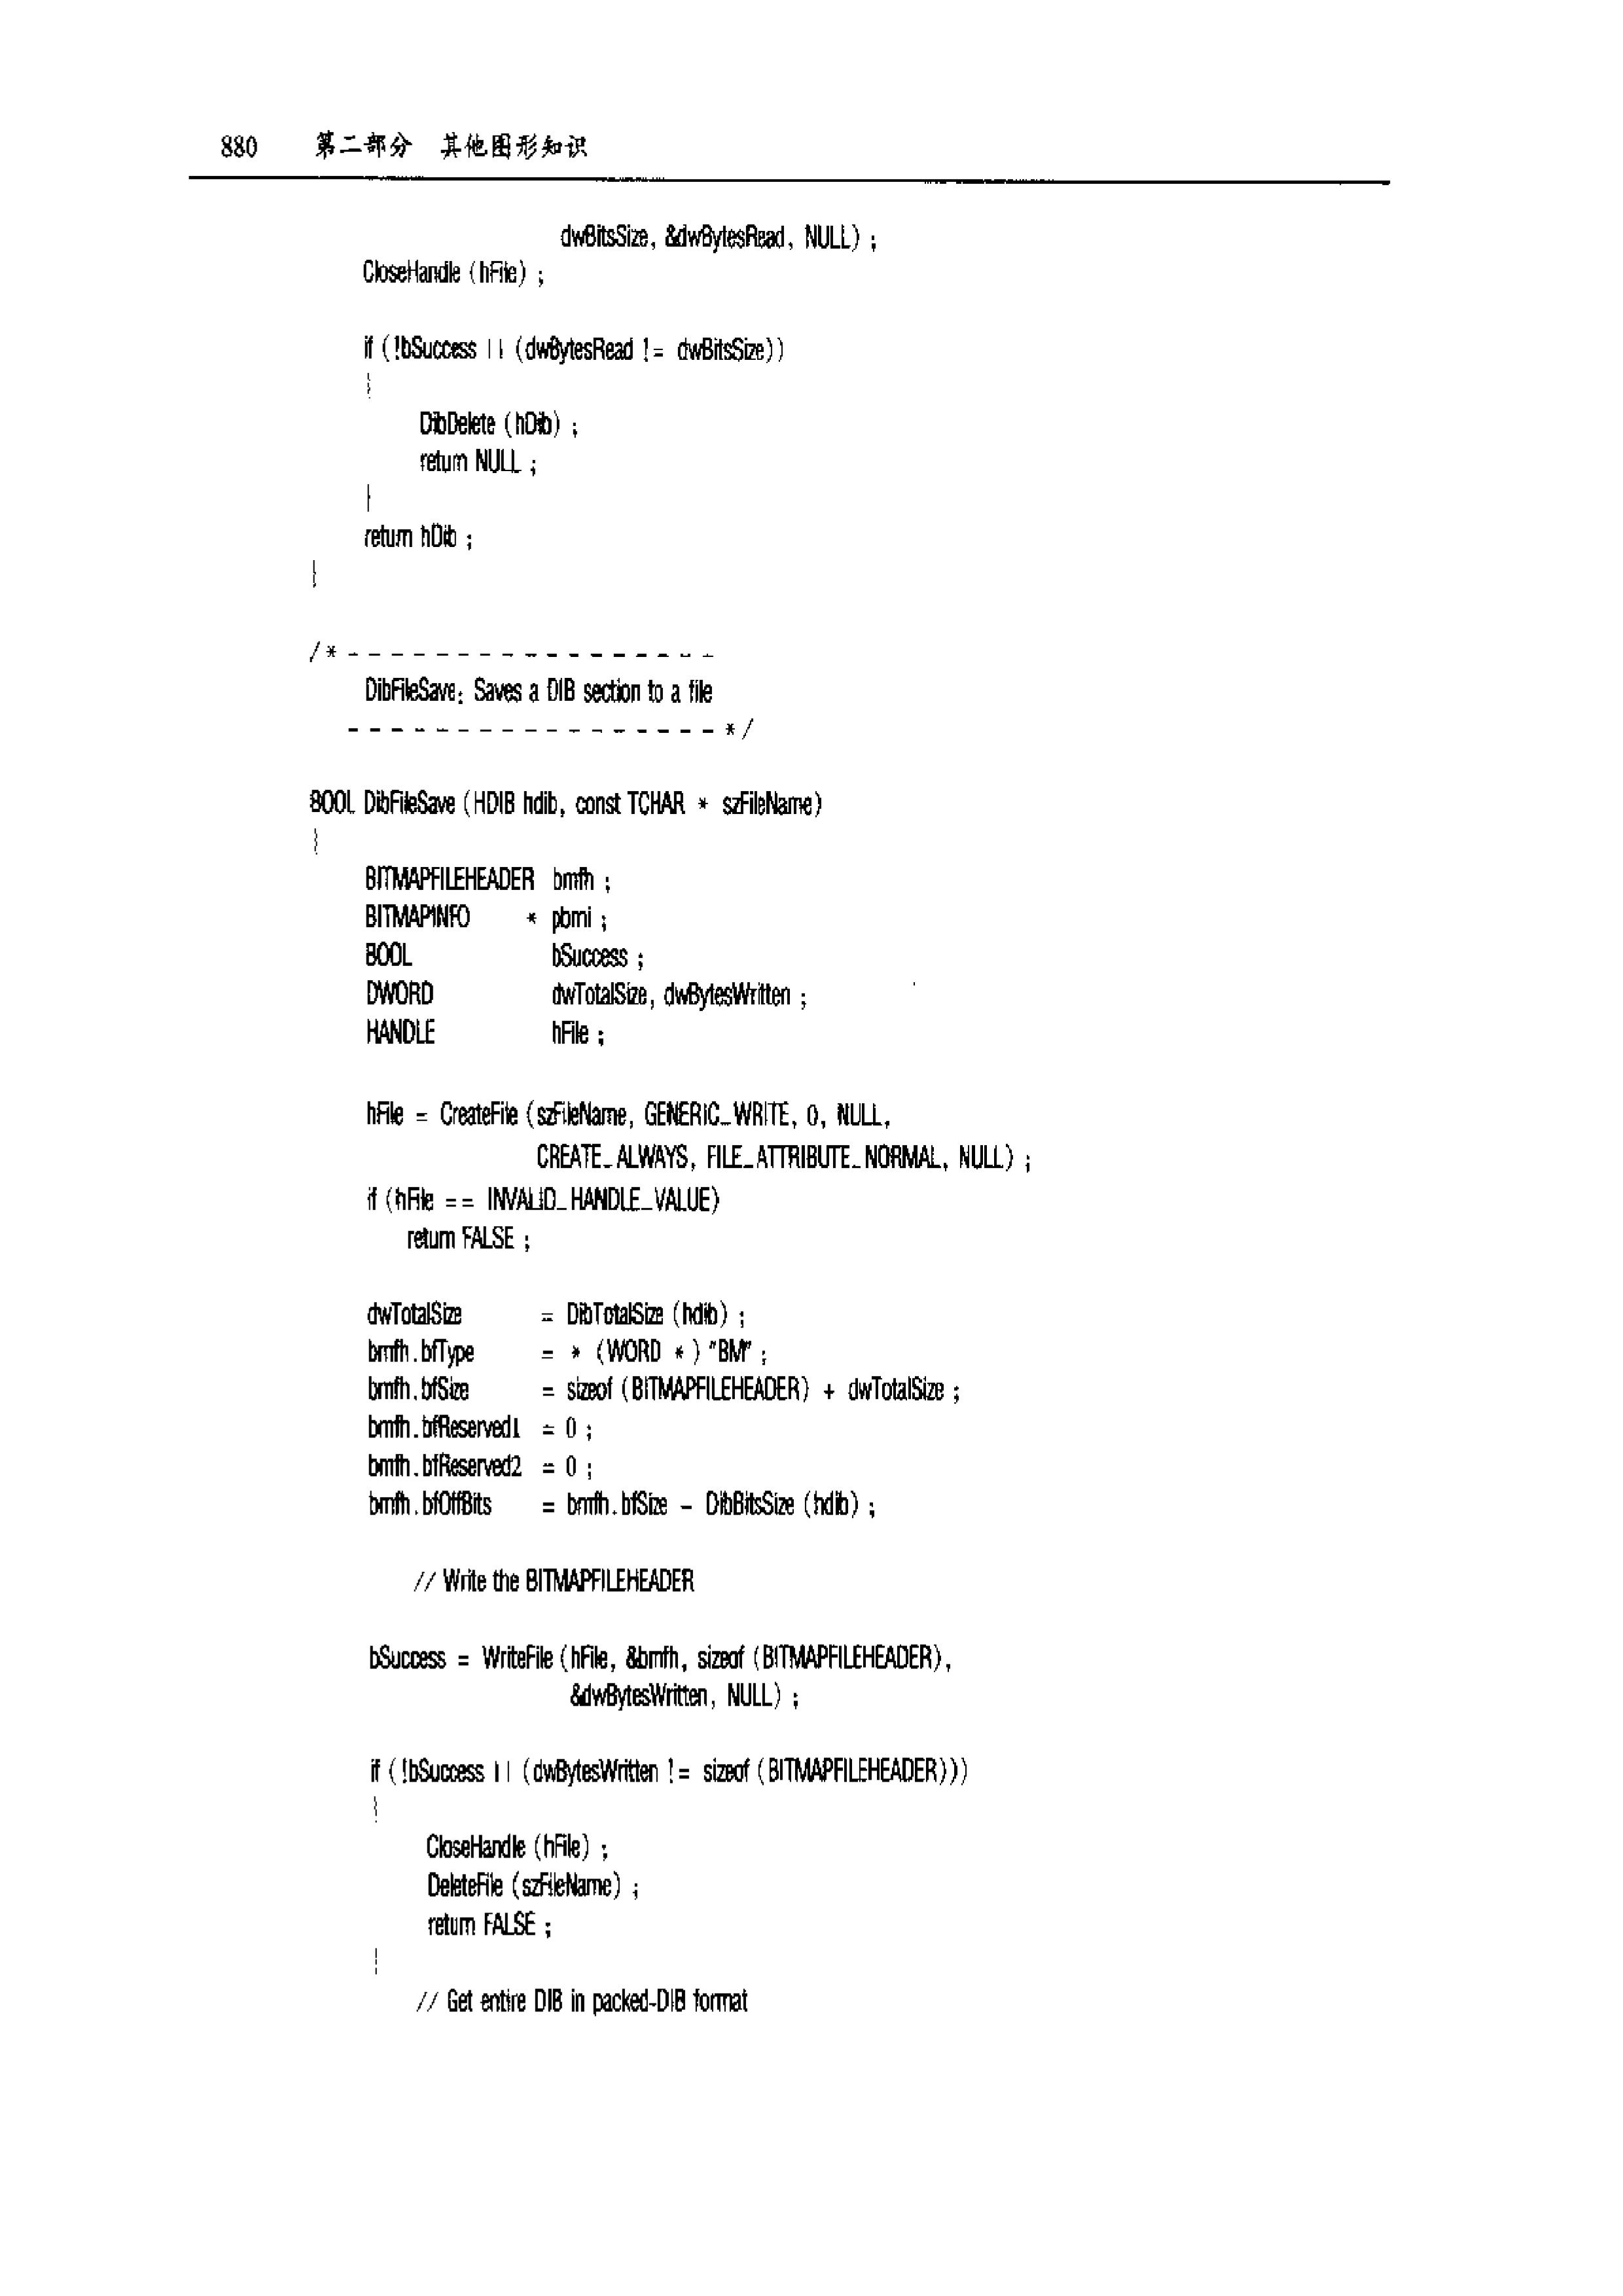 880 第二部分 其他图形知识
dwBitsSize, &dwBytesRead, NULL) ;
CloseHandle (hFile) ;
if (!bSuccess || (dwBytesRead != dwBitsSize))
{
DibDelete (hDib) ;
return NULL ;
}
return hDib ;
}
/* - - - - - - - - - - - - - - - - -
DibFileSave: Saves a DIB section to a file
- - - - - - - - - - - - - - - - - */
BOOL DibFileSave (HDIB hdib, const TCHAR * szFileName)
{
BITMAPFILEHEADER bmfh ;
BITMAPINFO * pbmi ;
BOOL bSuccess ;
DWORD dwTotalSize, dwBytesWritten ;
HANDLE hFile ;
hFile = CreateFile (szFileName, GENERIC_WRITE, 0, NULL,
CREATE_ALWAYS, FILE_ATTRIBUTE_NORMAL, NULL) ;
if (hFile == INVALID_HANDLE_VALUE)
return FALSE ;
dwTotalSize = DibTotalSize (hdib) ;
bmfh.bfType = * (WORD *) "BM" ;
bmfh.bfSize = sizeof (BITMAPFILEHEADER) + dwTotalSize ;
bmfh.bfReserved1 = 0 ;
bmfh.bfReserved2 = 0 ;
bmfh.bfOffBits = bmfh.bfSize - DibBitsSize (hdib) ;
// Write the BITMAPFILEHEADER
bSuccess = WriteFile (hFile, &bmfh, sizeof (BITMAPFILEHEADER),
&dwBytesWritten, NULL) ;
if (!bSuccess || (dwBytesWritten != sizeof (BITMAPFILEHEADER)))
{
CloseHandle (hFile) ;
DeleteFile (szFileName) ;
return FALSE ;
}
// Get entire DIB in packed-DIB format